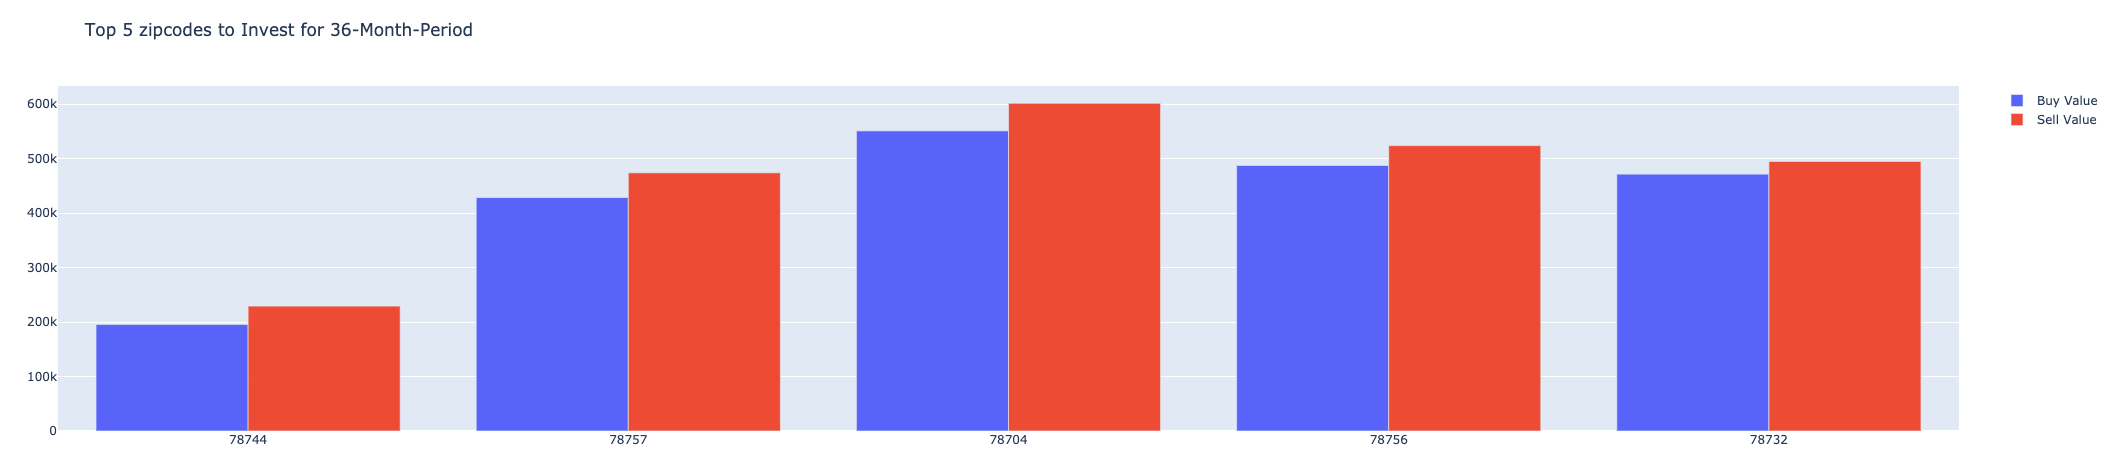 Top 5 zipcodes to Invest for 36-Month-Period
Buy Value
Sell Value
600k
500k
400k
300k
200k
100k
0
78744
78757
78704
78756
78732